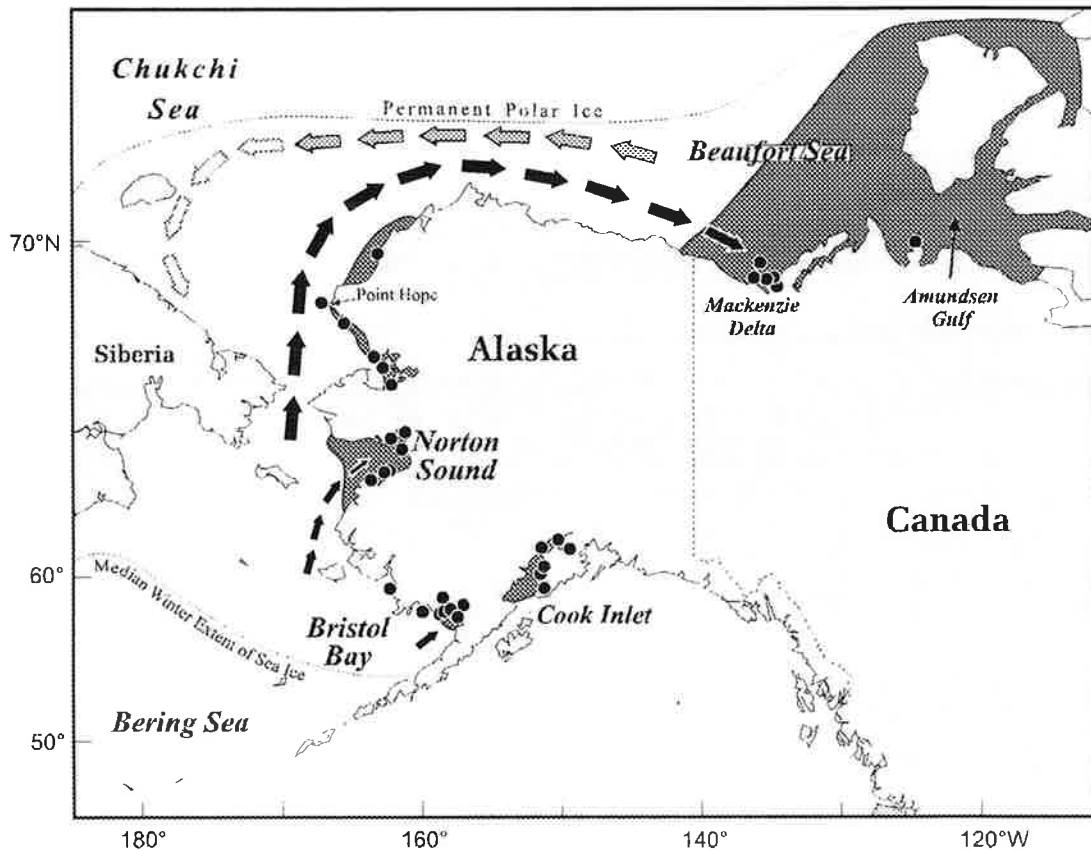 Chukchi
Sea
Permanent Polar Ice
Beaufort Sea
70°N
Point Hope
Mackenzie
Delta
Amundsen
Gulf
Siberia
Alaska
Norton
Sound
Canada
60°
Median Winter Extent of Sea Ice
Bristol
Bay
Cook Inlet
Bering Sea
50°
180°
160°
140°
120°W